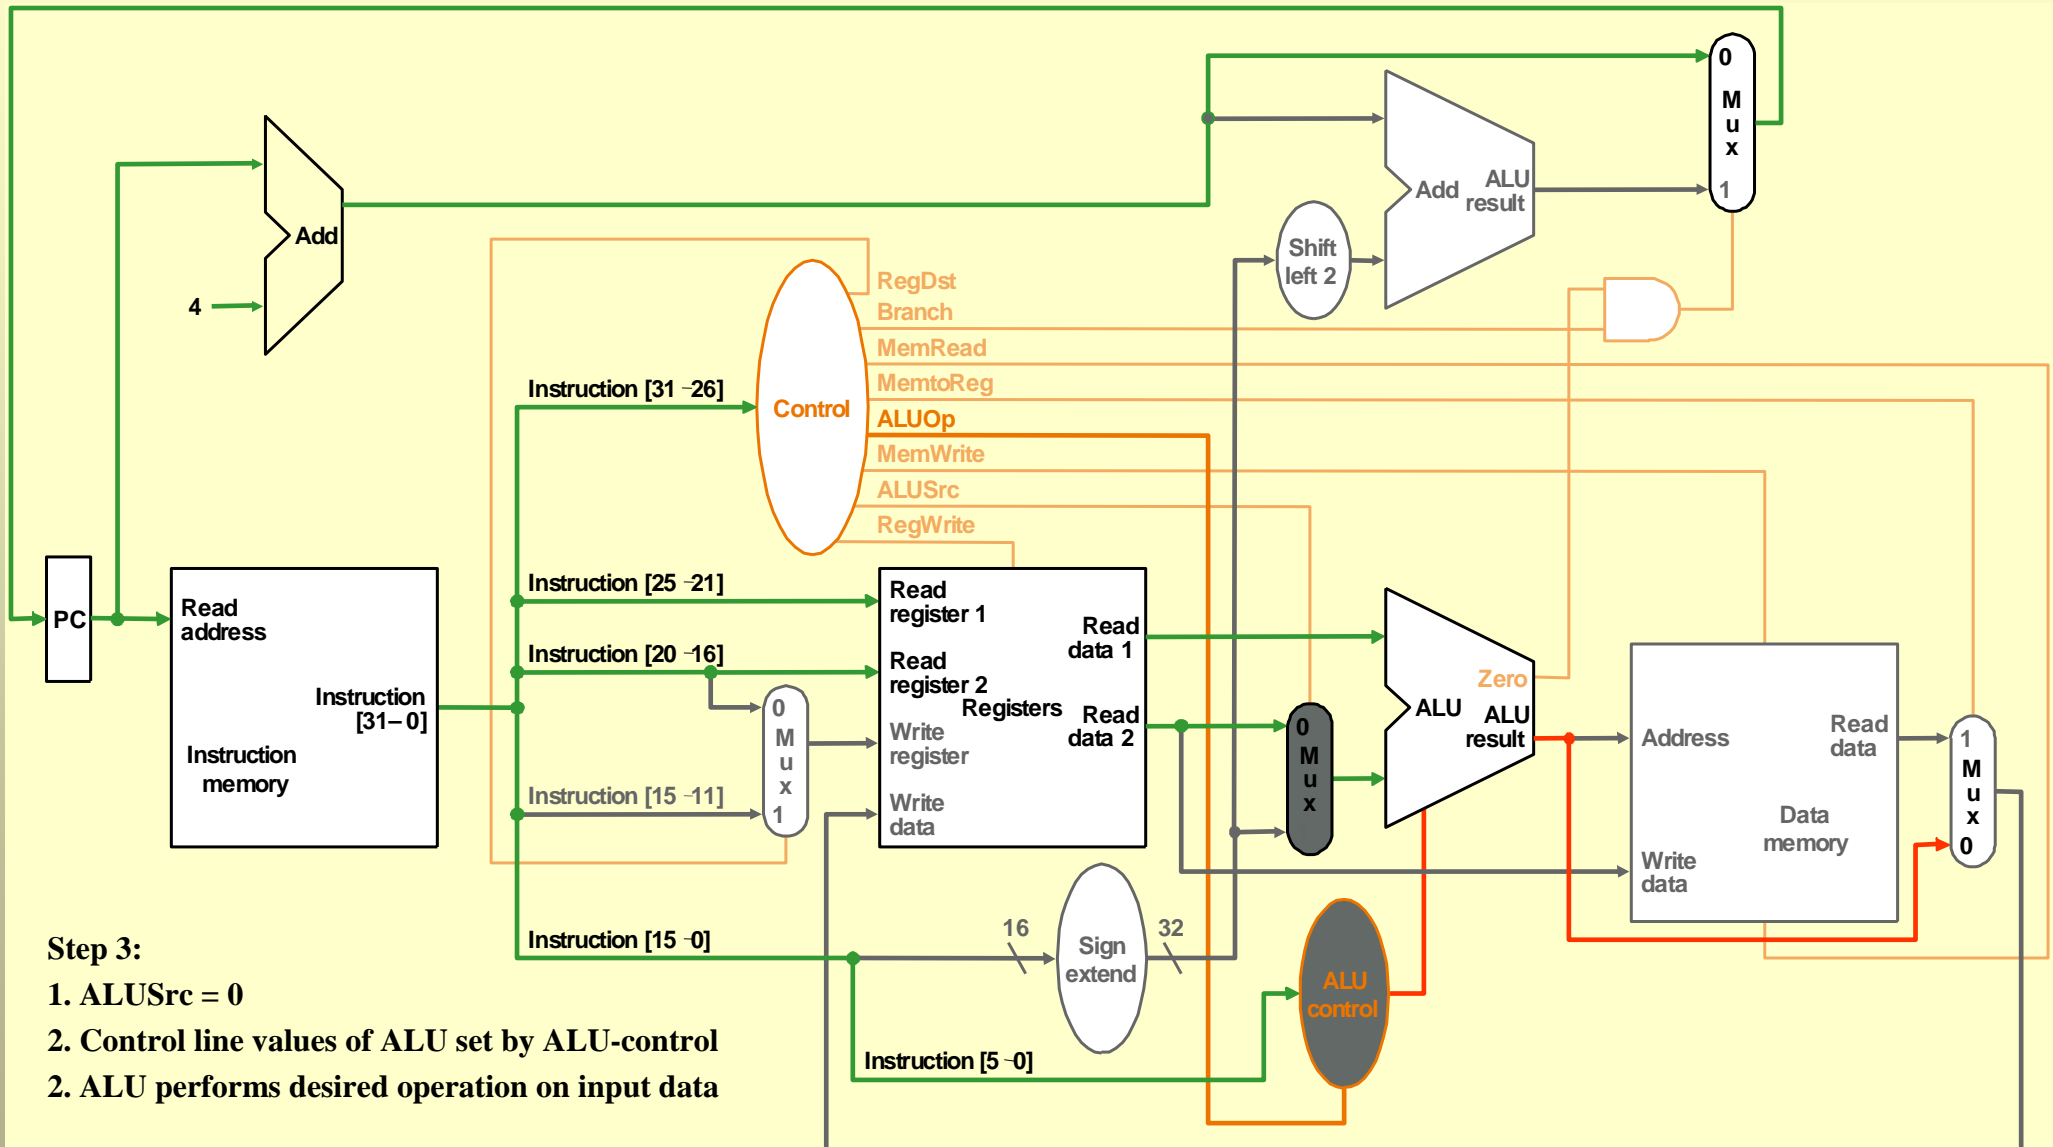 0
M
u
x
1
Add
ALU
result
Add
Shift
left 2
4
RegDst
Branch
MemRead
MemtoReg
ALUOp
MemWrite
ALUSrc
RegWrite
Control
Instruction [31–26]
Instruction [25–21]
Instruction [20–16]
Instruction [15–11]
Instruction [15–0]
Instruction [5–0]
PC
Read
address
Instruction
[31–0]
Instruction
memory
0
M
u
x
1
Read
register 1
Read
register 2
Registers
Write
register
Write
data
Read
data 1
Read
data 2
0
M
u
x
Zero
ALU
ALU
result
Address
Read
data
Data
memory
Write
data
1
M
u
x
0
16
Sign
extend
32
ALU
control
Step 3:
1. ALUSrc = 0
2. Control line values of ALU set by ALU-control
2. ALU performs desired operation on input data